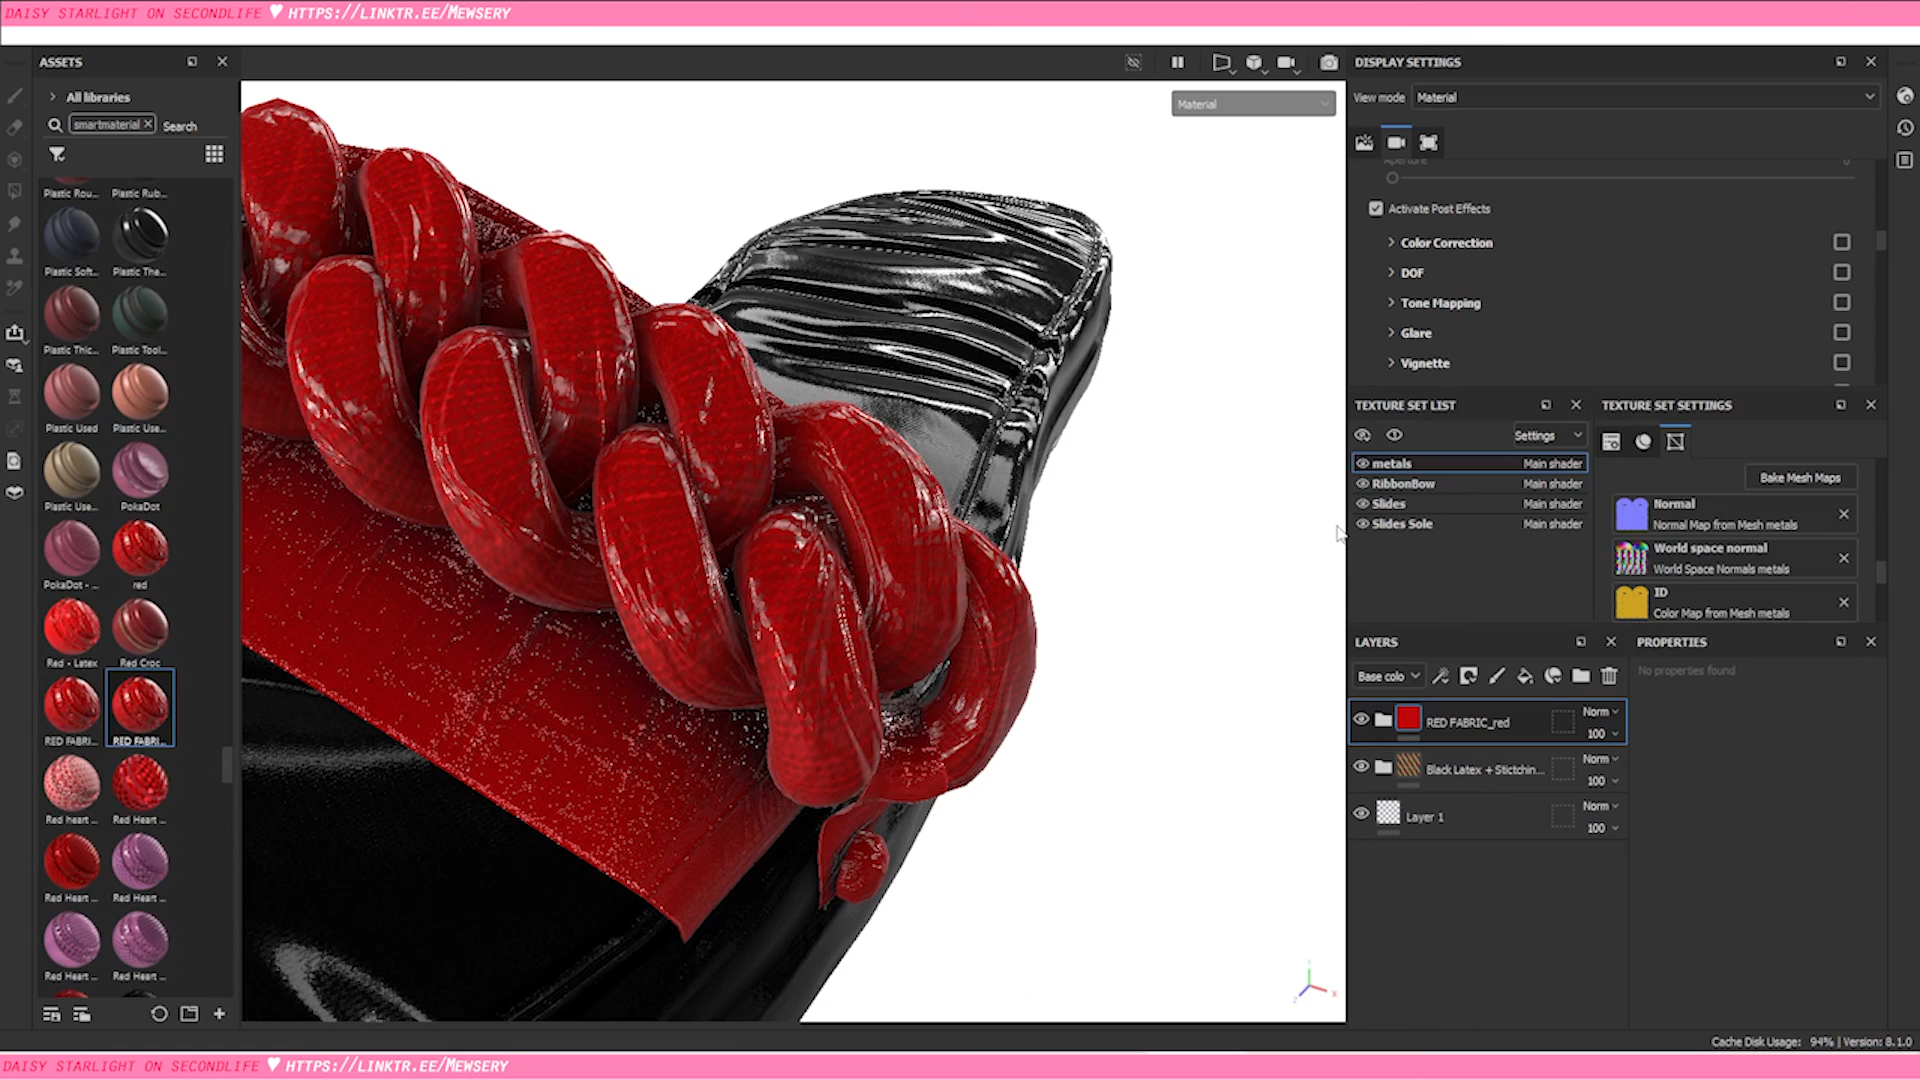 DAISY STARLIGHT ON SECONDLIFE ♥ HTTPS://LINKTR.EE/MEWSERY
ASSETS
All libraries
smartmaterial
Search
Plastic Rou... Plastic Rub...
Plastic Soft... Plastic The...
Plastic Thic... Plastic Tool...
Plastic Used Plastic Use...
Plastic Use... PokaDot
PokaDot - ... red
Red - Latex Red Croc
RED FABRI... RED FABRI...
Red heart ... Red Heart ...
Red Heart ... Red Heart ...
Red Heart ... Red Heart ...
Material
DISPLAY SETTINGS
View mode Material
Aperture
Activate Post Effects
Color Correction
DOF
Tone Mapping
Glare
Vignette
TEXTURE SET LIST
Settings
metals Main shader
RibbonBow Main shader
Slides Main shader
Slides Sole Main shader
TEXTURE SET SETTINGS
Bake Mesh Maps
Normal
Normal Map from Mesh metals
World space normal
World Space Normals metals
ID
Color Map from Mesh metals
LAYERS
Base colo
RED FABRIC_red Norm
100
Black Latex + Stictchin... Norm
100
Layer 1 Norm
100
PROPERTIES
No properties found
Y
X
Z
Cache Disk Usage: 94% | Version: 8.1.0
DAISY STARLIGHT ON SECONDLIFE ♥ HTTPS://LINKTR.EE/MEWSERY